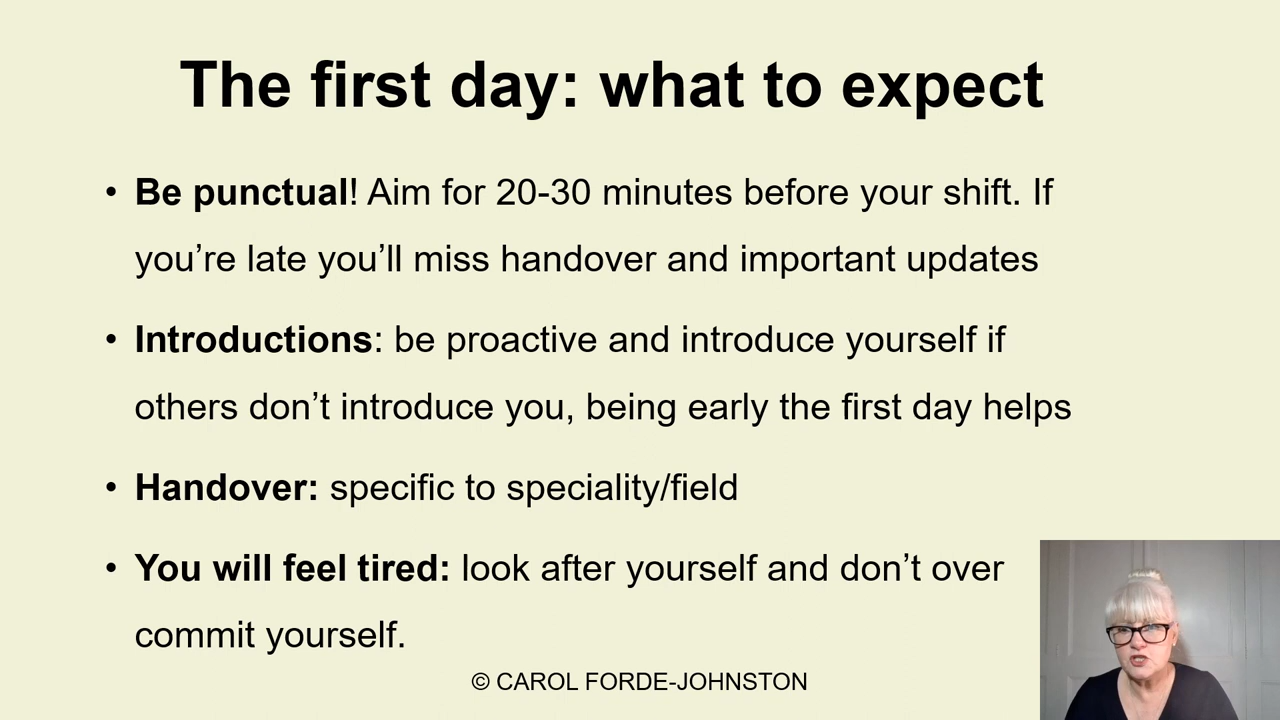 The first day: what to expect
• Be punctual! Aim for 20-30 minutes before your shift. If
you’re late you’ll miss handover and important updates
• Introductions: be proactive and introduce yourself if
others don’t introduce you, being early the first day helps
• Handover: specific to speciality/field
• You will feel tired: look after yourself and don’t over
commit yourself.
© CAROL FORDE-JOHNSTON